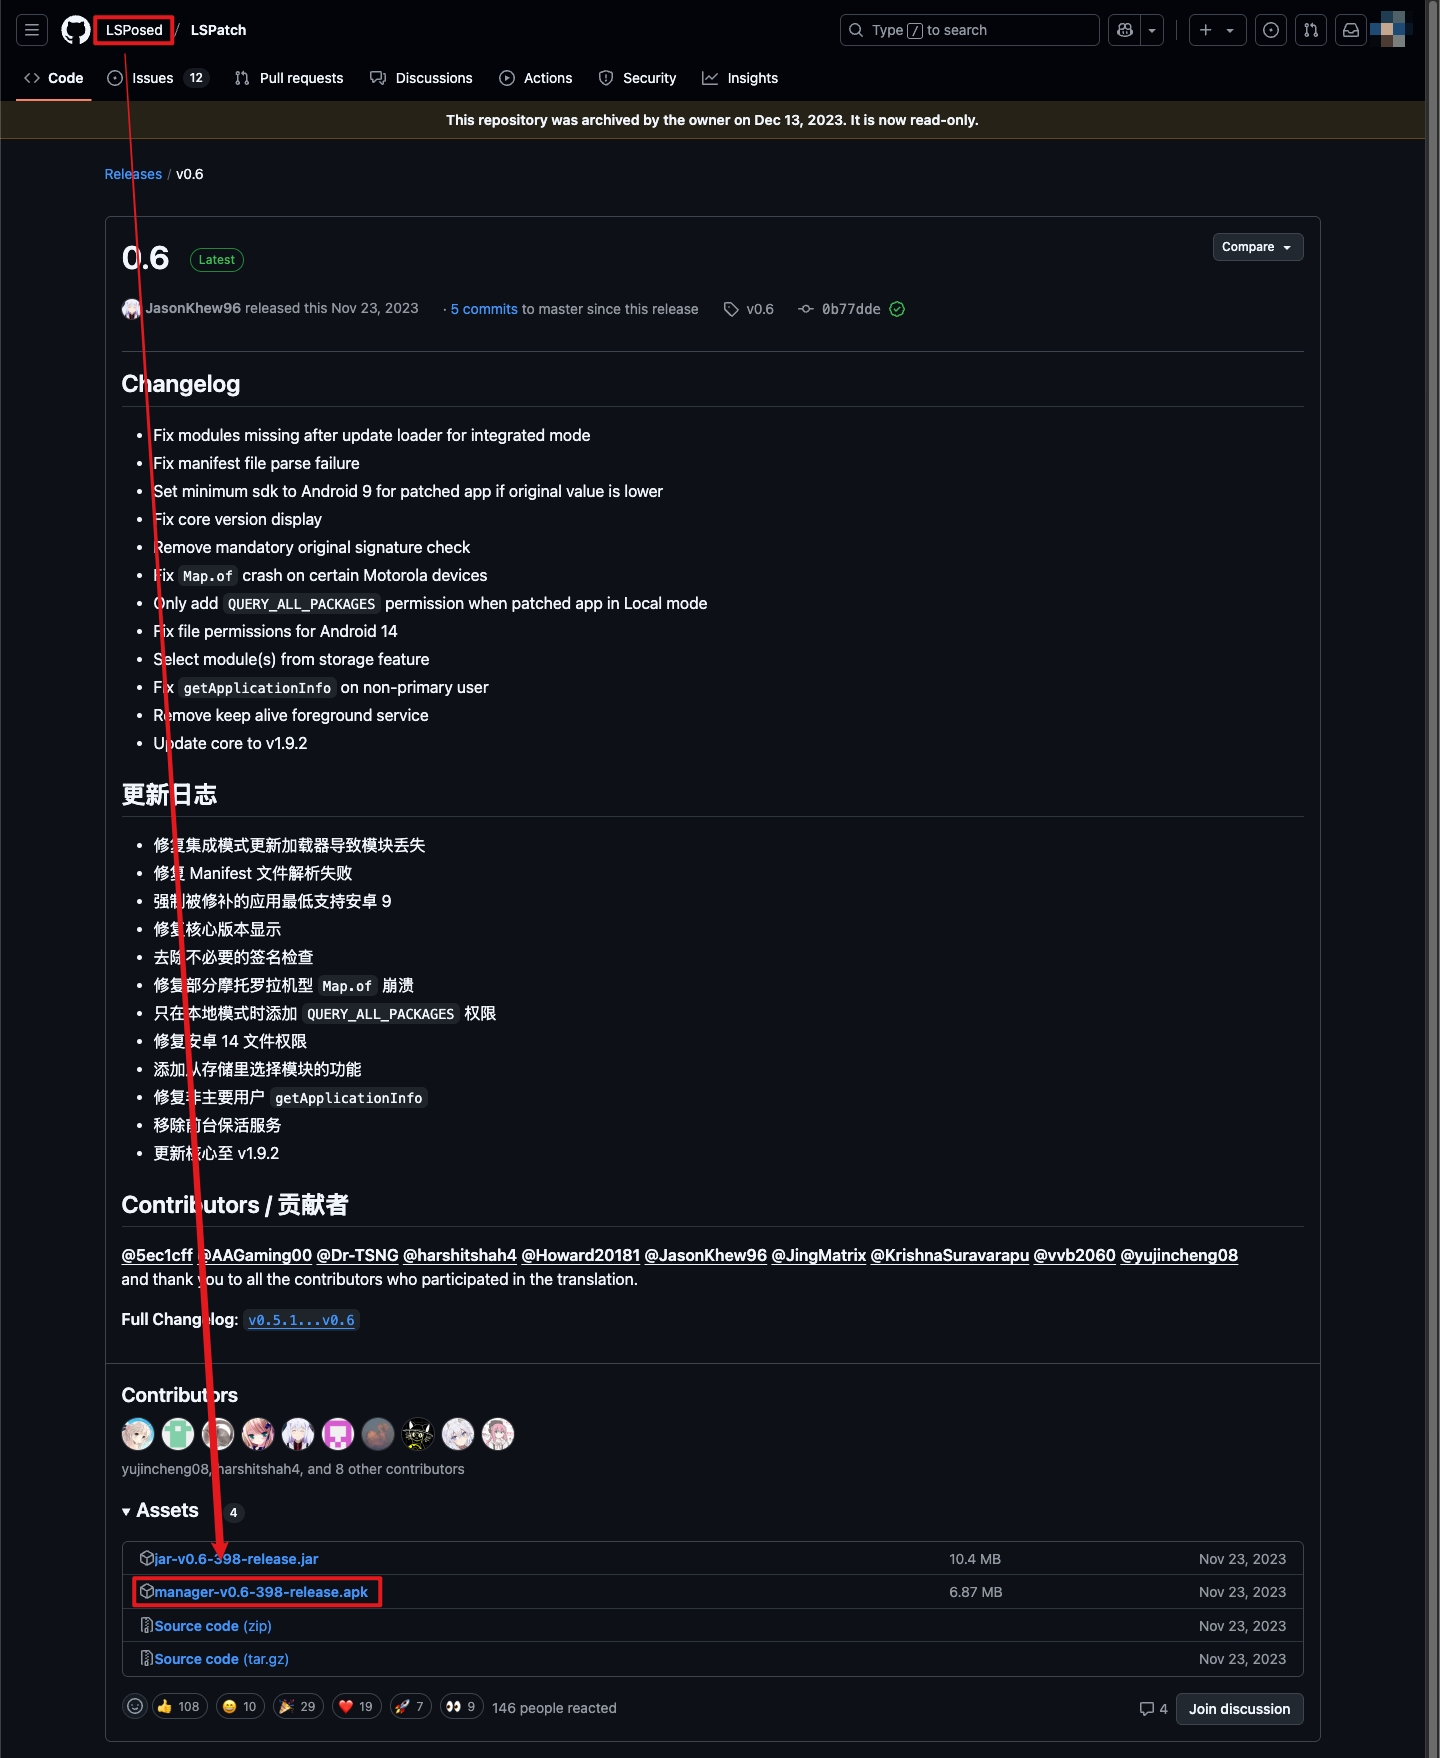 LSPosed / LSPatch
Type / to search
Code
Issues 12
Pull requests
Discussions
Actions
Security
Insights
This repository was archived by the owner on Dec 13, 2023. It is now read-only.
Releases / v0.6
0.6 Latest
Compare
JasonKhew96 released this Nov 23, 2023 · 5 commits to master since this release v0.6 0b77dde
Changelog
• Fix modules missing after update loader for integrated mode
• Fix manifest file parse failure
• Set minimum sdk to Android 9 for patched app if original value is lower
• Fix core version display
• Remove mandatory original signature check
• Fix Map.of crash on certain Motorola devices
• Only add QUERY_ALL_PACKAGES permission when patched app in Local mode
• Fix file permissions for Android 14
• Select module(s) from storage feature
• Fix getApplicationInfo on non-primary user
• Remove keep alive foreground service
• Update core to v1.9.2
更新日志
• 修复集成模式更新加载器导致模块丢失
• 修复 Manifest 文件解析失败
• 强制被修补的应用最低支持安卓 9
• 修复核心版本显示
• 去除不必要的签名检查
• 修复部分摩托罗拉机型 Map.of 崩溃
• 只在本地模式时添加 QUERY_ALL_PACKAGES 权限
• 修复安卓 14 文件权限
• 添加从存储里选择模块的功能
• 修复非主要用户 getApplicationInfo
• 移除前台保活服务
• 更新核心至 v1.9.2
Contributors / 贡献者
@5ec1cff @AAGaming00 @Dr-TSNG @harshitshah4 @Howard20181 @JasonKhew96 @JingMatrix @KrishnaSuravarapu @vvb2060 @yujincheng08
and thank you to all the contributors who participated in the translation.
Full Changelog: v0.5.1...v0.6
Contributors
yujincheng08, harshitshah4, and 8 other contributors
Assets 4
jar-v0.6-398-release.jar 10.4 MB Nov 23, 2023
manager-v0.6-398-release.apk 6.87 MB Nov 23, 2023
Source code (zip) Nov 23, 2023
Source code (tar.gz) Nov 23, 2023
👍 108 😄 10 🎉 29 ❤️ 19 🚀 7 👀 9 146 people reacted
4 Join discussion